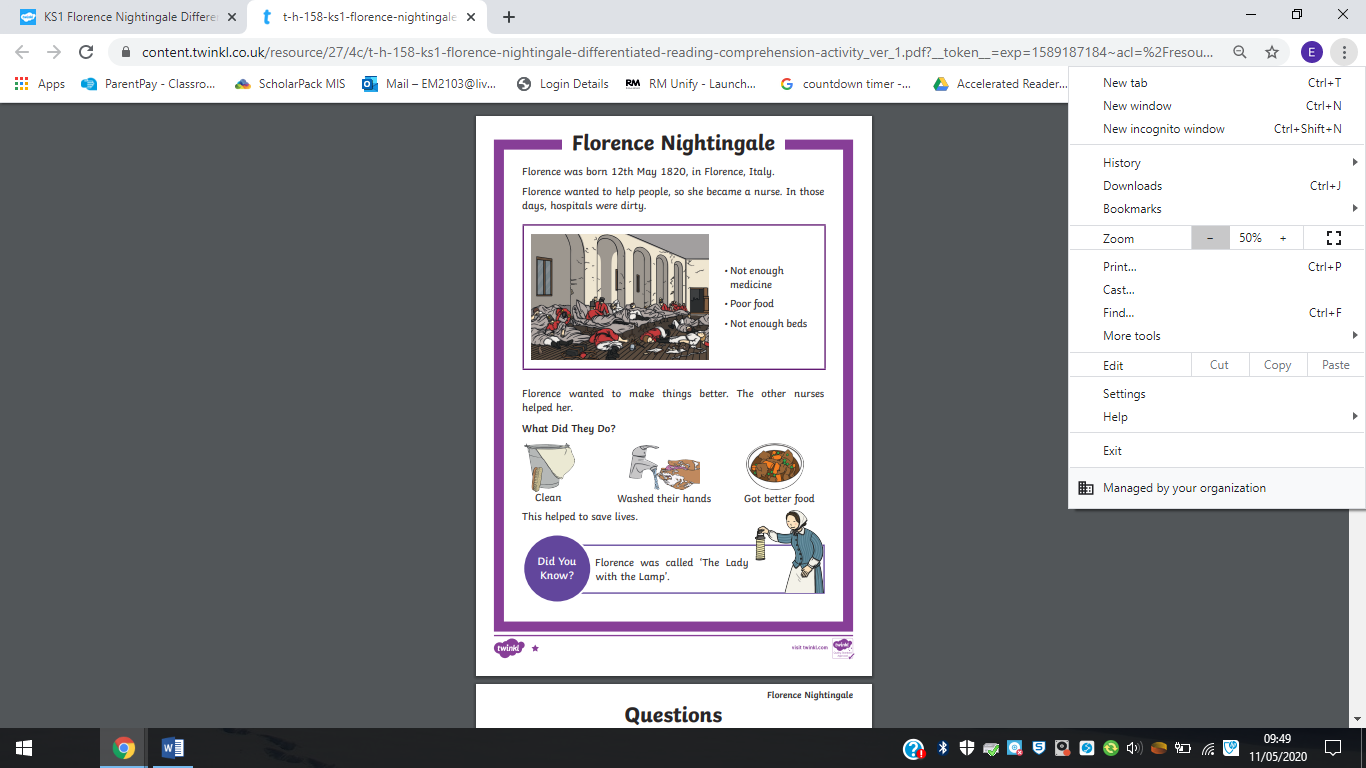 KS1 Florence Nightingale Differe
t-h-158-ks1-florence-nightingale
content.twinkl.co.uk/resource/27/4c/t-h-158-ks1-florence-nightingale-differentiated-reading-comprehension-activity_ver_1.pdf?__token__=exp=1589187184~acl=%2Fresou...
E
Apps
ParentPay - Classro...
ScholarPack MIS
Mail – EM2103@liv...
Login Details
RM RM Unify - Launch...
countdown timer -...
Accelerated Reader...
New tab Ctrl+T
New window Ctrl+N
New incognito window Ctrl+Shift+N
History
Downloads Ctrl+J
Bookmarks
Zoom − 50% +
Print... Ctrl+P
Cast...
Find... Ctrl+F
More tools
Edit Cut Copy Paste
Settings
Help
Exit
Managed by your organization
Florence Nightingale
Florence was born 12th May 1820, in Florence, Italy.
Florence wanted to help people, so she became a nurse. In those
days, hospitals were dirty.
• Not enough
medicine
• Poor food
• Not enough beds
Florence wanted to make things better. The other nurses
helped her.
What Did They Do?
Clean
Washed their hands
Got better food
This helped to save lives.
Did You
Know?
Florence was called 'The Lady
with the Lamp'.
twinkl
visit twinkl.com
twinkl
Florence Nightingale
Questions
09:49
11/05/2020